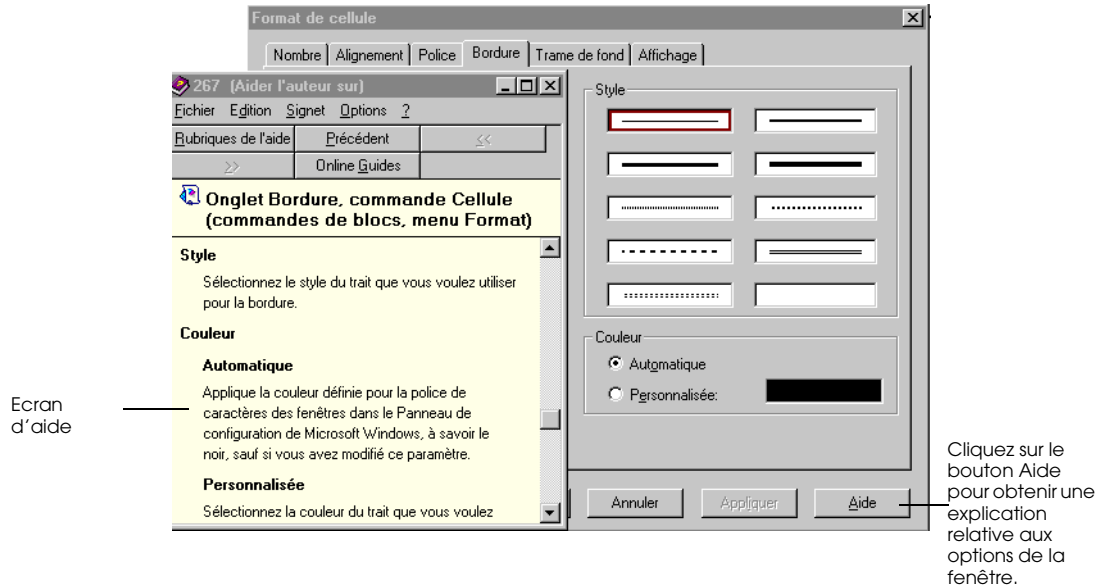 Format de cellule
Nombre
Alignement
Police
Bordure
Trame de fond
Affichage
267 (Aider l'auteur sur)
Fichier Edition Signet Options ?
Rubriques de l'aide
Précédent
<<
>>
Online Guides
Onglet Bordure, commande Cellule
(commandes de blocs, menu Format)
Style
Sélectionnez le style du trait que vous voulez utiliser
pour la bordure.
Couleur
Automatique
Applique la couleur définie pour la police de
caractères des fenêtres dans le Panneau de
configuration de Microsoft Windows, à savoir le
noir, sauf si vous avez modifié ce paramètre.
Personnalisée
Sélectionnez la couleur du trait que vous voulez
Style
Couleur
Automatique
Personnalisée:
Annuler
Appliquer
Aide
Ecran
d'aide
Cliquez sur le
bouton Aide
pour obtenir une
explication
relative aux
options de la
fenêtre.